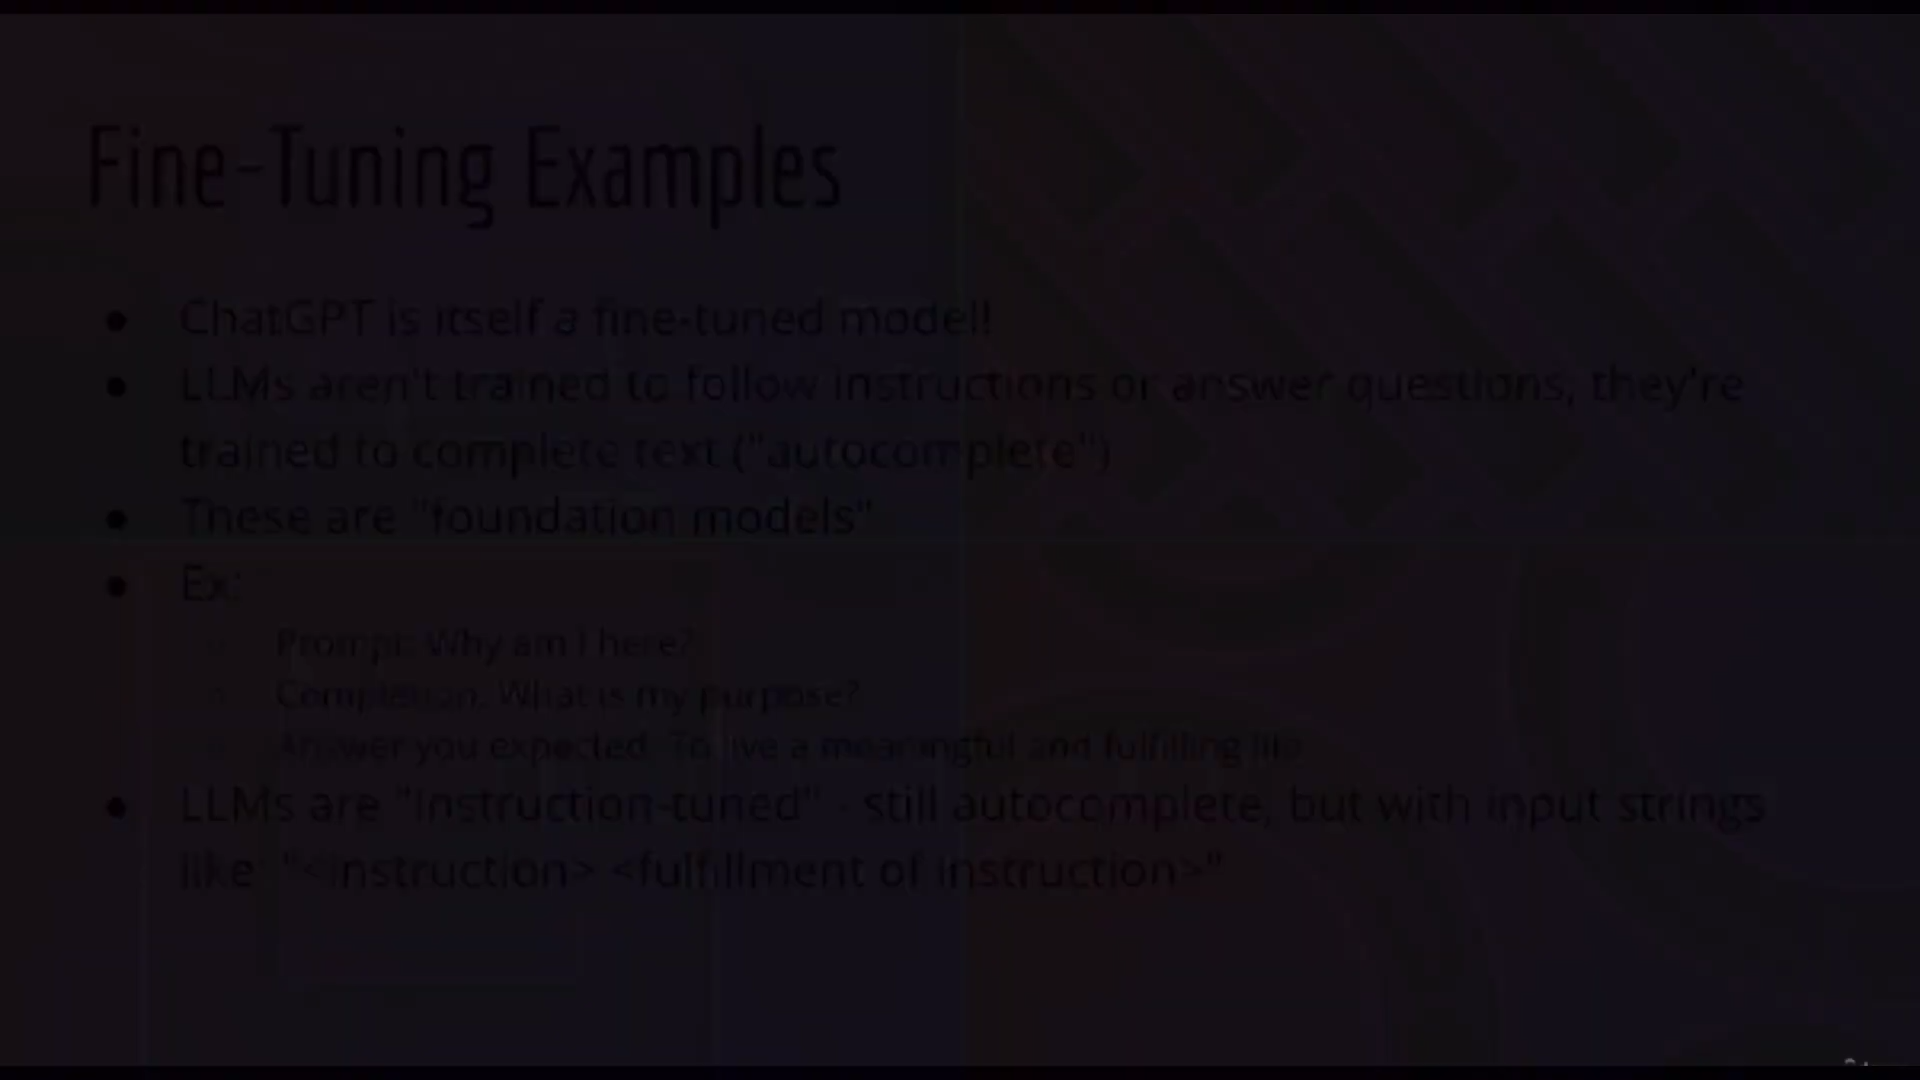 Fine-Tuning Examples
● ChatGPT is itself a fine-tuned model!
● LLMs aren't trained to follow instructions or answer questions, they're
trained to complete text ("autocomplete")
● These are "foundation models"
● Ex:
Prompt: Why am I here?
Completion: What is my purpose?
Answer you expected: To live a meaningful and fulfilling life
● LLMs are "instruction-tuned" - still autocomplete, but with input strings
like "<instruction> <fulfillment of instruction>"